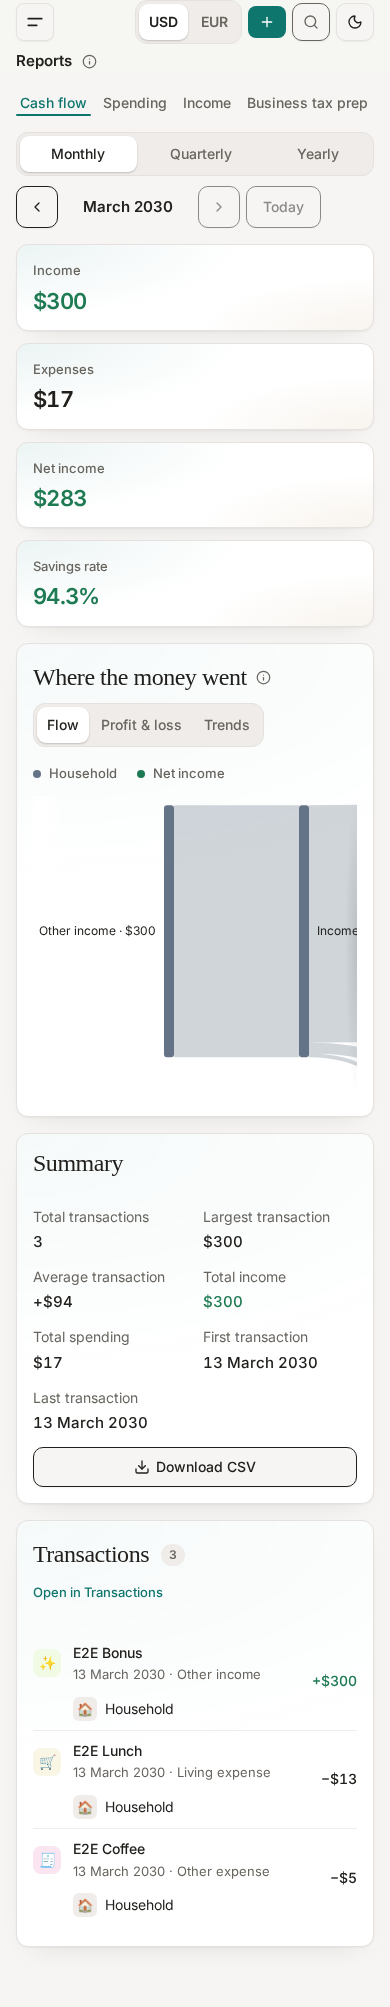 USD EUR
Reports
Cash flow Spending Income Business tax prep
Monthly Quarterly Yearly
March 2030 Today
Income
$300
Expenses
$17
Net income
$283
Savings rate
94.3%
Where the money went
Flow Profit & loss Trends
Household Net income
Other income · $300 Income
Summary
Total transactions Largest transaction
3 $300
Average transaction Total income
+$94 $300
Total spending First transaction
$17 13 March 2030
Last transaction
13 March 2030
Download CSV
Transactions 3
Open in Transactions
E2E Bonus
13 March 2030 · Other income +$300
Household
E2E Lunch
13 March 2030 · Living expense −$13
Household
E2E Coffee
13 March 2030 · Other expense −$5
Household